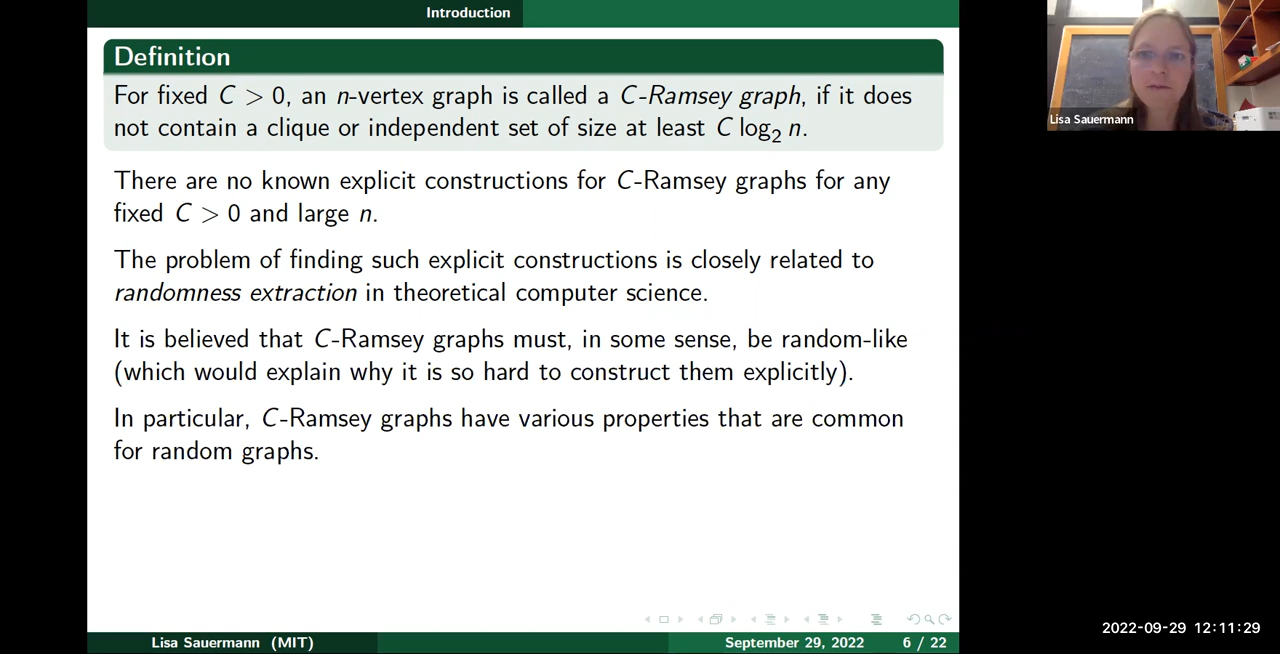 Introduction
Definition
For fixed C > 0, an n-vertex graph is called a C-Ramsey graph, if it does
not contain a clique or independent set of size at least C log₂ n.
There are no known explicit constructions for C-Ramsey graphs for any
fixed C > 0 and large n.
The problem of finding such explicit constructions is closely related to
randomness extraction in theoretical computer science.
It is believed that C-Ramsey graphs must, in some sense, be random-like
(which would explain why it is so hard to construct them explicitly).
In particular, C-Ramsey graphs have various properties that are common
for random graphs.
Lisa Sauermann (MIT)
September 29, 2022
6 / 22
Lisa Sauermann
2022-09-29 12:11:29